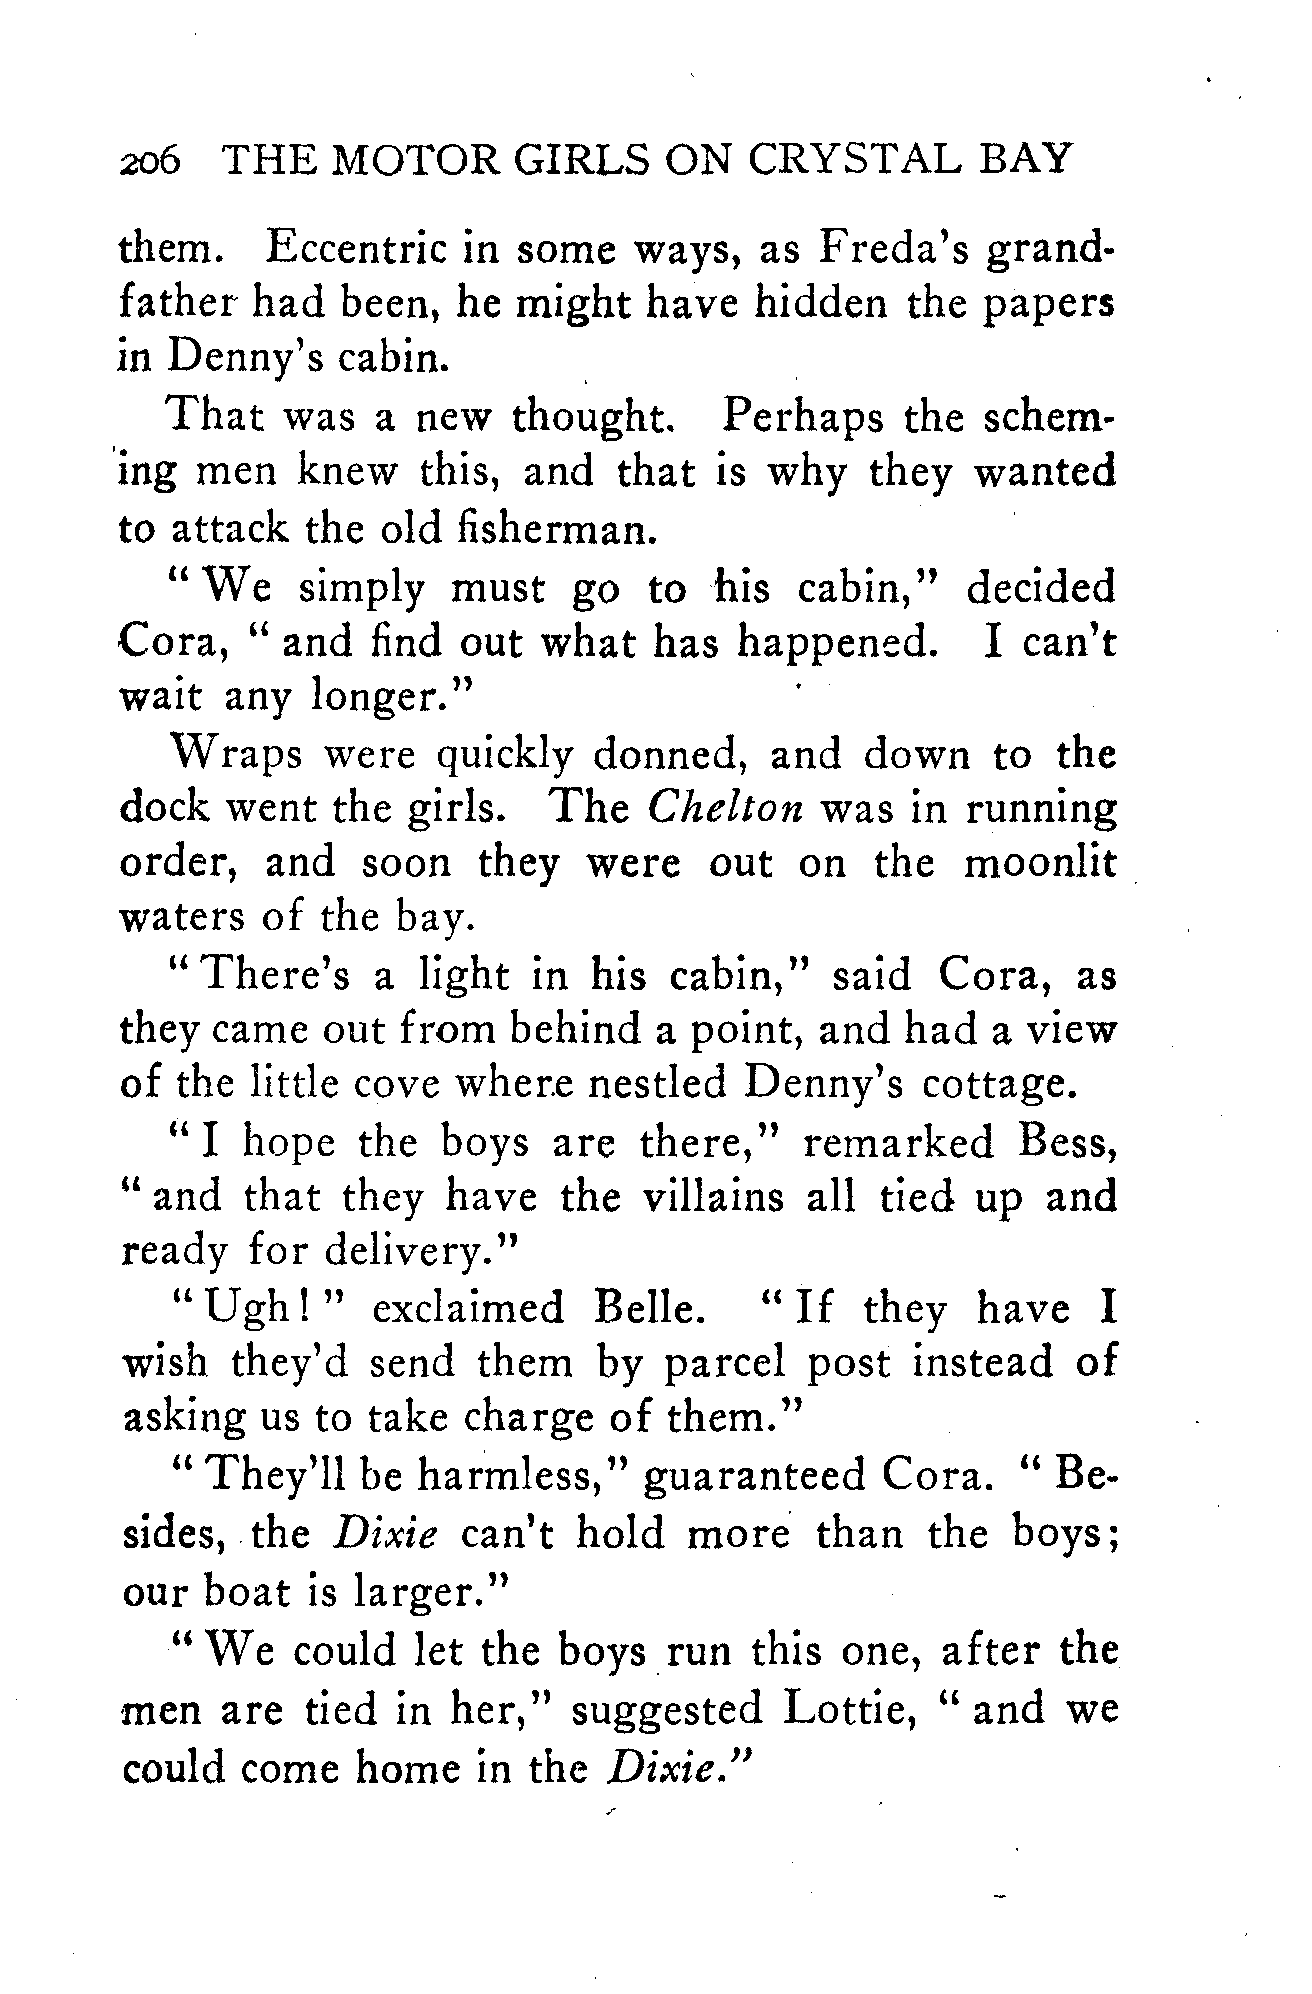 206 THE MOTOR GIRLS ON CRYSTAL BAY
them. Eccentric in some ways, as Freda's grand-
father had been, he might have hidden the papers
in Denny's cabin.
That was a new thought. Perhaps the schem-
ing men knew this, and that is why they wanted
to attack the old fisherman.
" We simply must go to his cabin," decided
Cora, " and find out what has happened. I can't
wait any longer."
Wraps were quickly donned, and down to the
dock went the girls. The Chelton was in running
order, and soon they were out on the moonlit
waters of the bay.
" There's a light in his cabin," said Cora, as
they came out from behind a point, and had a view
of the little cove where nestled Denny's cottage.
" I hope the boys are there," remarked Bess,
" and that they have the villains all tied up and
ready for delivery."
" Ugh! " exclaimed Belle. " If they have I
wish they'd send them by parcel post instead of
asking us to take charge of them."
" They'll be harmless," guaranteed Cora. " Be-
sides, the Dixie can't hold more than the boys;
our boat is larger."
" We could let the boys run this one, after the
men are tied in her," suggested Lottie, " and we
could come home in the Dixie."